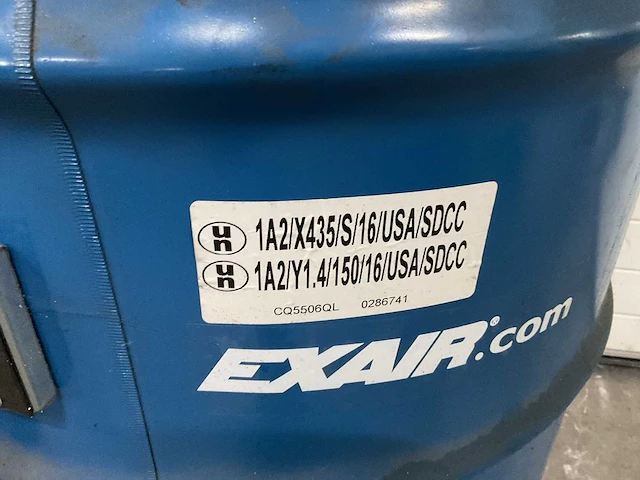 un 1A2/X435/S/16/USA/SDCC
un 1A2/Y1.4/150/16/USA/SDCC
CQ5506QL 0286741
EXAIR.com